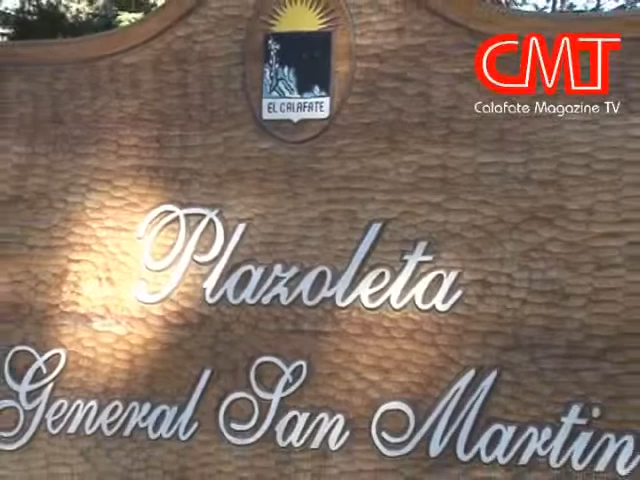 EL CALAFATE
CMT
Calafate Magazine TV
Plazoleta
General San Martin